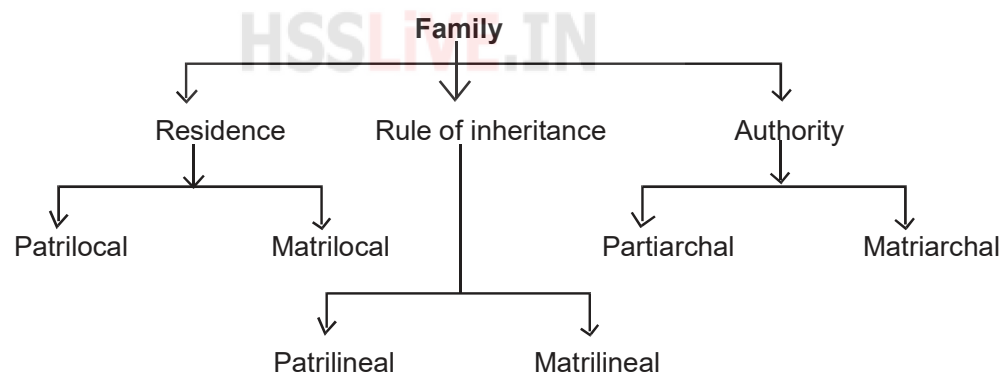 HSSLiVE.IN
Family
Residence Rule of inheritance Authority
Patrilocal Matrilocal Partiarchal Matriarchal
Patrilineal Matrilineal